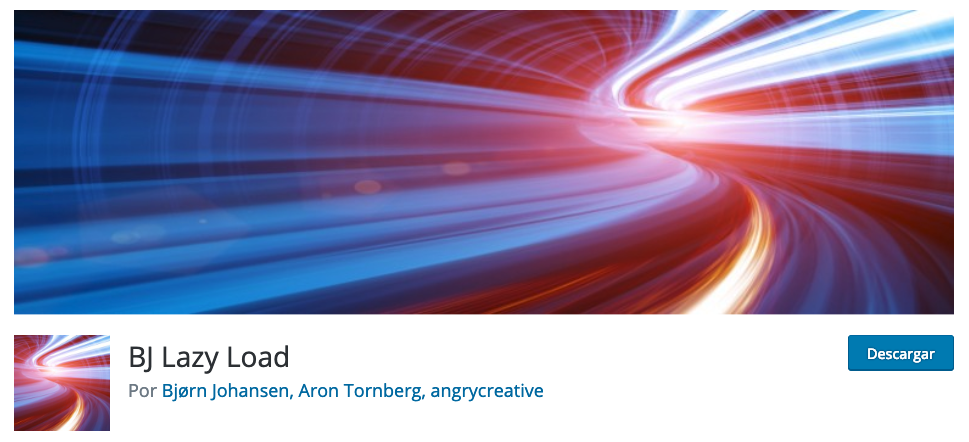 BJ Lazy Load
Descargar
Por Bjørn Johansen, Aron Tornberg, angrycreative